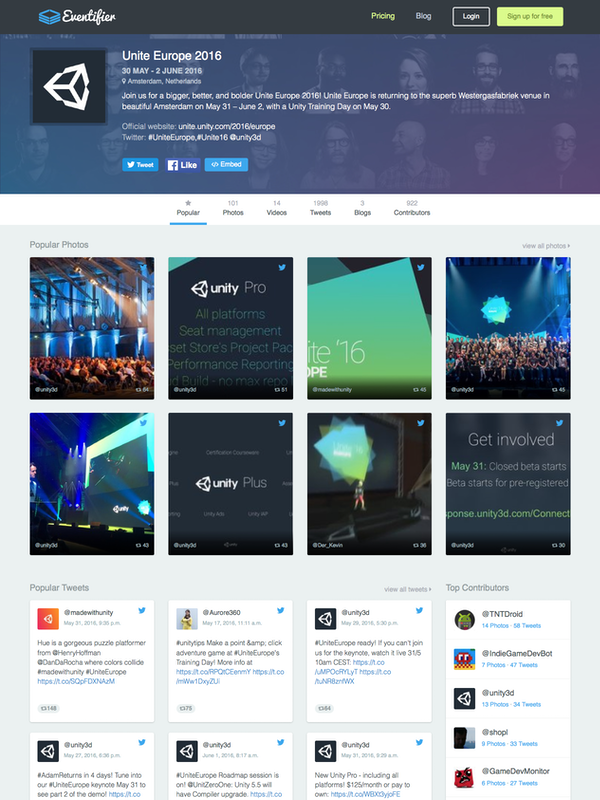 Eventifier
Pricing
Blog
Login
Sign up for free
Unite Europe 2016
30 MAY - 2 JUNE 2016
Amsterdam, Netherlands
Join us for a bigger, better, and bolder Unite Europe 2016! Unite Europe is returning to the superb Westergasfabriek venue in
beautiful Amsterdam on May 31 – June 2, with a Unity Training Day on May 30.
Official website: unite.unity.com/2016/europe
Twitter: #UniteEurope,#Unite16 @unity3d
Tweet
Like
</> Embed
Popular
101
Photos
14
Videos
1998
Tweets
3
Blogs
922
Contributors
Popular Photos
view all photos
@unity3d
64
unity Pro
All platforms
Seat management
set Store's Project Pac
Performance Reporting
d Build - no max repo
@unity3d
51
ite '16
OPE
@madewithunity
45
@unity3d
45
@unity3d
43
Certification Courseware
unity Plus
Unity Ads
Unity IAP
@unity3d
43
@Der_Kevin
36
Get involved
May 31: Closed beta starts
Beta starts for pre-registered
sponse.unity3d.com/Connect
unity
@unity3d
30
Popular Tweets
view all tweets
@madewithunity
May 31, 2016, 9:35 p.m.
Hue is a gorgeous puzzle platformer
from @HenryHoffman
@DanDaRocha where colors collide
#madewithunity #UniteEurope
https://t.co/SQpFDXNAzM
148
@Aurore360
May 17, 2016, 11:11 a.m.
#unitytips Make a point &amp; click
adventure game at #UniteEurope's
Training Day! More info at
https://t.co/RPQtCEenmY https://t.co
/mWw1DxyZUi
75
@unity3d
May 29, 2016, 5:30 p.m.
#UniteEurope ready! If you can't join
us for the keynote, watch it live 31/5
10am CEST: https://t.co
/uMPOcRYLyT https://t.co
/tuNR8znfWX
64
@unity3d
May 27, 2016, 6:36 p.m.
#AdamReturns in 4 days! Tune into
our #UniteEurope keynote May 31 to
see part 2 of the demo! https://t.co
@unity3d
June 1, 2016, 8:17 a.m.
#UniteEurope Roadmap session is
on! @UnitZeroOne: Unity 5.5 will
have Compiler upgrade. https://t.co
@unity3d
May 31, 2016, 9:29 a.m.
New Unity Pro - including all
platforms! $125/month or pay to
own: https://t.co/WBXt3yjoFE
Top Contributors
@TNTDroid
14 Photos · 58 Tweets
@IndieGameDevBot
7 Photos · 47 Tweets
@unity3d
13 Photos · 34 Tweets
@shopl
9 Photos · 33 Tweets
@GameDevMonitor
6 Photos · 27 Tweets